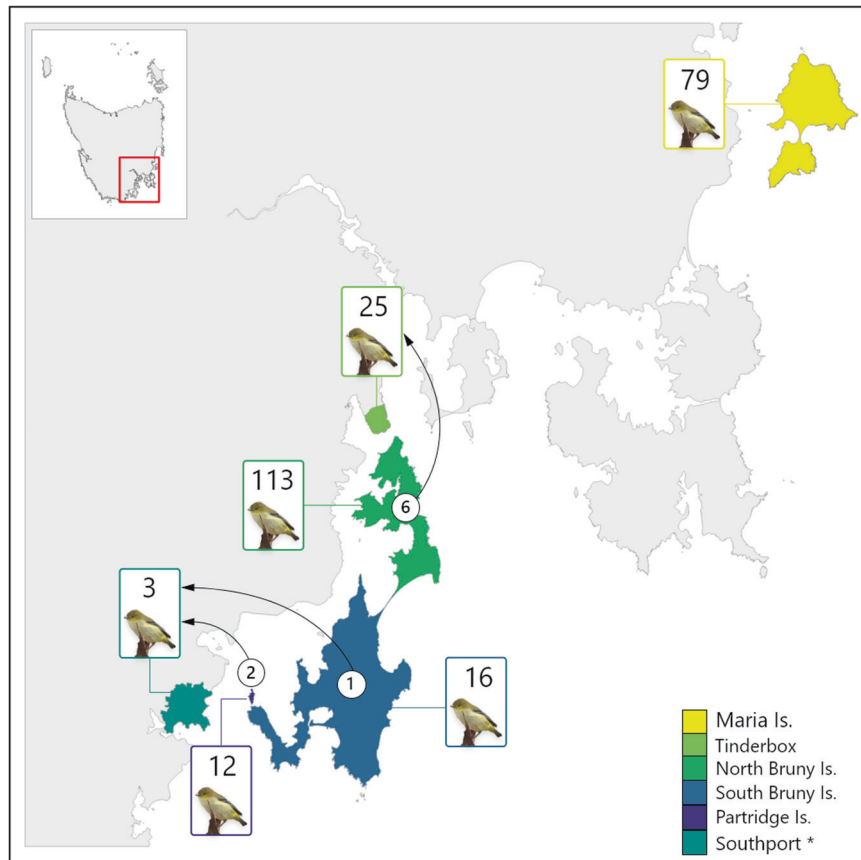 79
25
113
6
3
2
1
16
12
Maria Is.
Tinderbox
North Bruny Is.
South Bruny Is.
Partridge Is.
Southport *